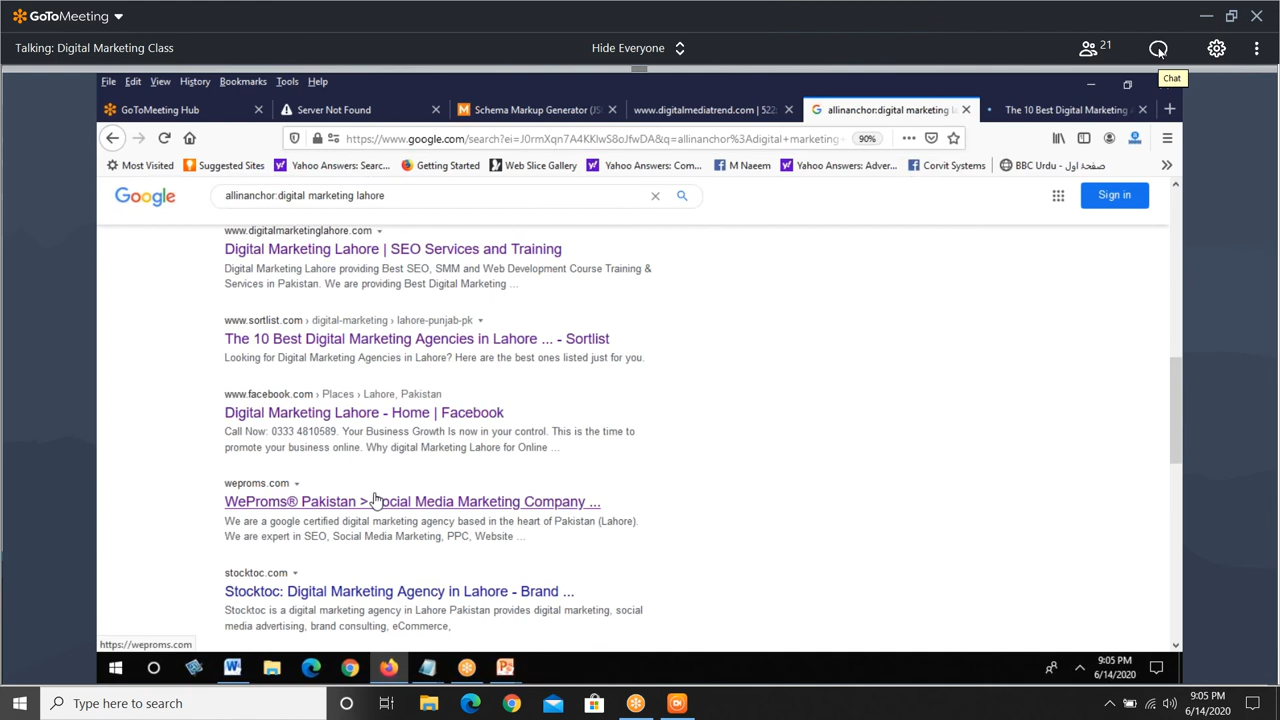 GoToMeeting
Talking: Digital Marketing Class
Hide Everyone
21
Chat
File Edit View History Bookmarks Tools Help
GoToMeeting Hub
Server Not Found
Schema Markup Generator (JS
www.digitalmediatrend.com | 522:
allinanchor:digital marketing l
The 10 Best Digital Marketing
https://www.google.com/search?ei=J0rmXqn7A4KKlwS8oJfwDA&q=allinanchor%3Adigital+marketing+
90%
Most Visited
Suggested Sites
Yahoo Answers: Searc...
Getting Started
Web Slice Gallery
Yahoo Answers: Com...
M Naeem
Yahoo Answers: Adver...
Corvit Systems
BBC Urdu - صفحۂ اول
Google
allinanchor:digital marketing lahore
Sign in
www.digitalmarketinglahore.com
Digital Marketing Lahore | SEO Services and Training
Digital Marketing Lahore providing Best SEO, SMM and Web Development Course Training &
Services in Pakistan. We are providing Best Digital Marketing ...
www.sortlist.com › digital-marketing › lahore-punjab-pk
The 10 Best Digital Marketing Agencies in Lahore ... - Sortlist
Looking for Digital Marketing Agencies in Lahore? Here are the best ones listed just for you.
www.facebook.com › Places › Lahore, Pakistan
Digital Marketing Lahore - Home | Facebook
Call Now: 0333 4810589. Your Business Growth Is now in your control. This is the time to
promote your business online. Why digital Marketing Lahore for Online ...
weproms.com
WeProms® Pakistan > Social Media Marketing Company ...
We are a google certified digital marketing agency based in the heart of Pakistan (Lahore).
We are expert in SEO, Social Media Marketing, PPC, Website ...
stocktoc.com
Stocktoc: Digital Marketing Agency in Lahore - Brand ...
Stocktoc is a digital marketing agency in Lahore Pakistan provides digital marketing, social
media advertising, brand consulting, eCommerce,
https://weproms.com
9:05 PM
6/14/2020
Type here to search
9:05 PM
6/14/2020